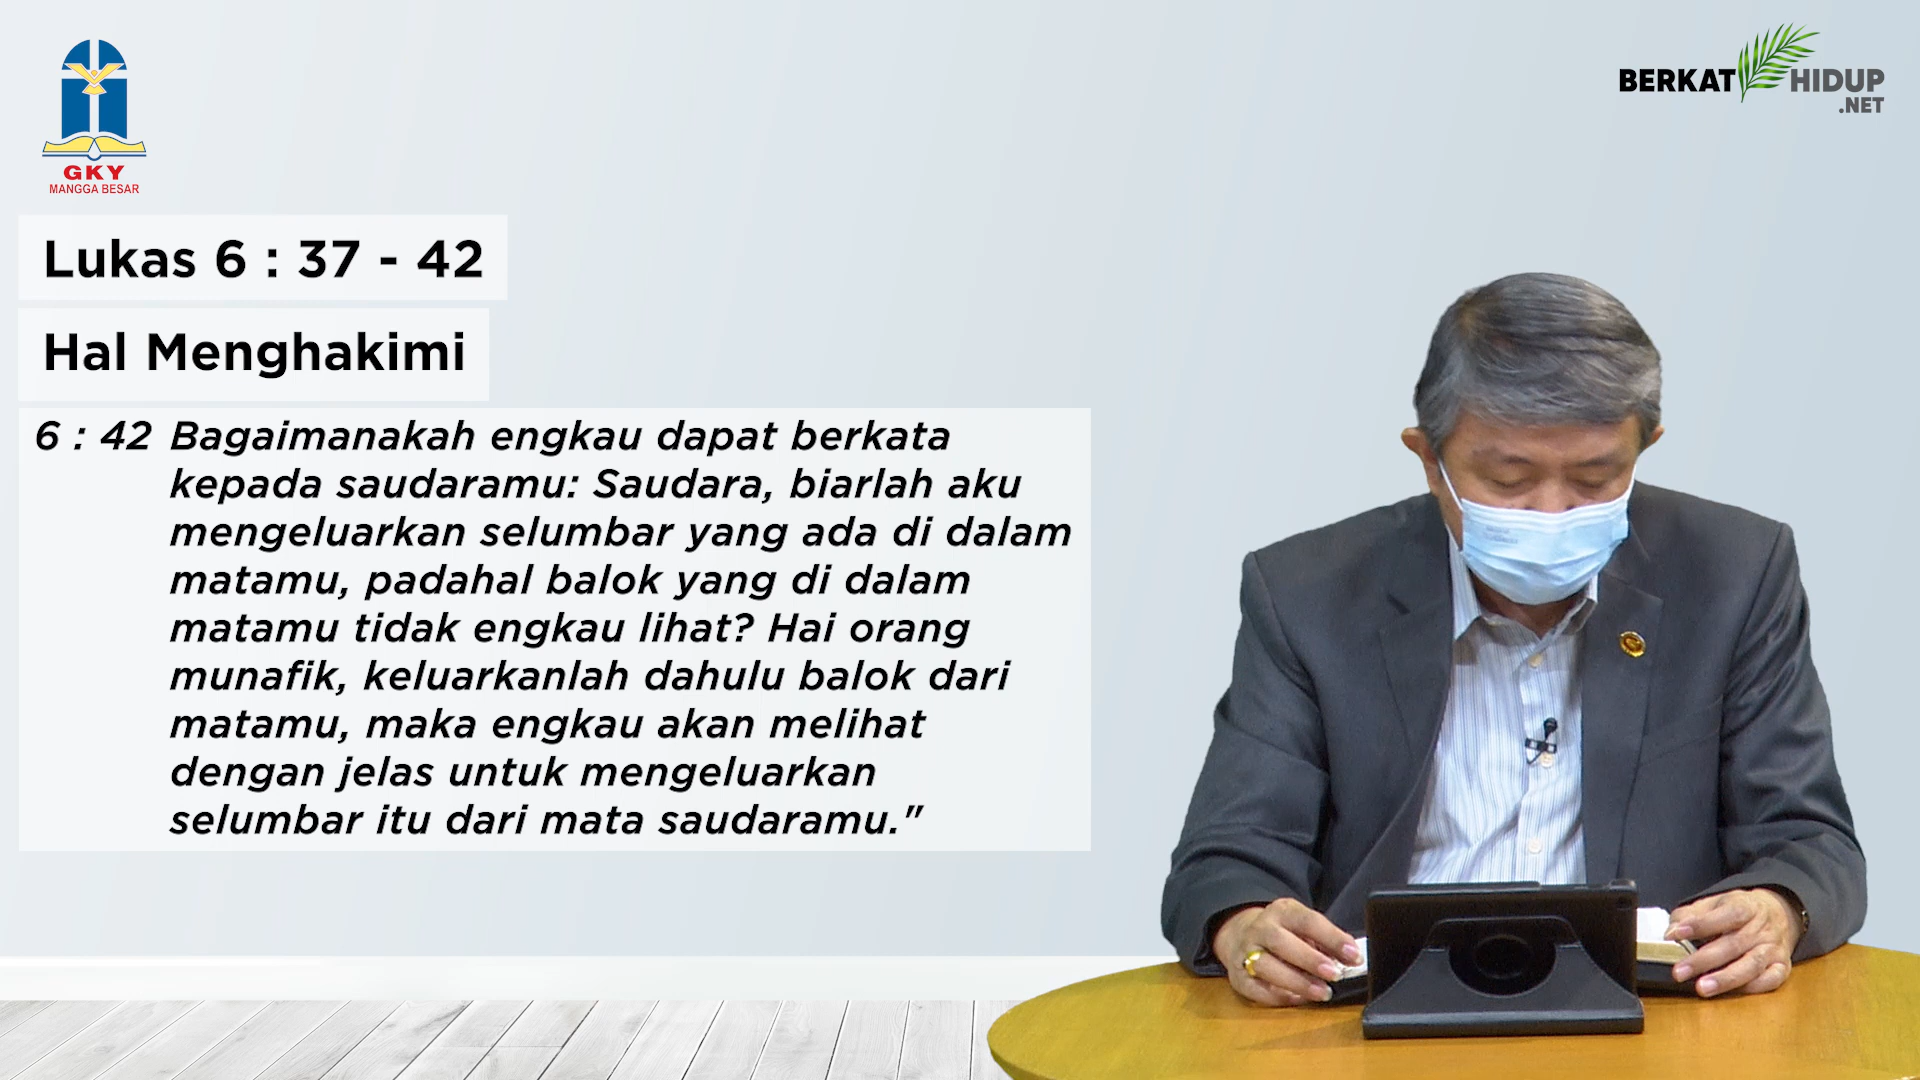 GKY
MANGGA BESAR
BERKAT HIDUP
.NET
Lukas 6 : 37 - 42
Hal Menghakimi
6 : 42 Bagaimanakah engkau dapat berkata
kepada saudaramu: Saudara, biarlah aku
mengeluarkan selumbar yang ada di dalam
matamu, padahal balok yang di dalam
matamu tidak engkau lihat? Hai orang
munafik, keluarkanlah dahulu balok dari
matamu, maka engkau akan melihat
dengan jelas untuk mengeluarkan
selumbar itu dari mata saudaramu."